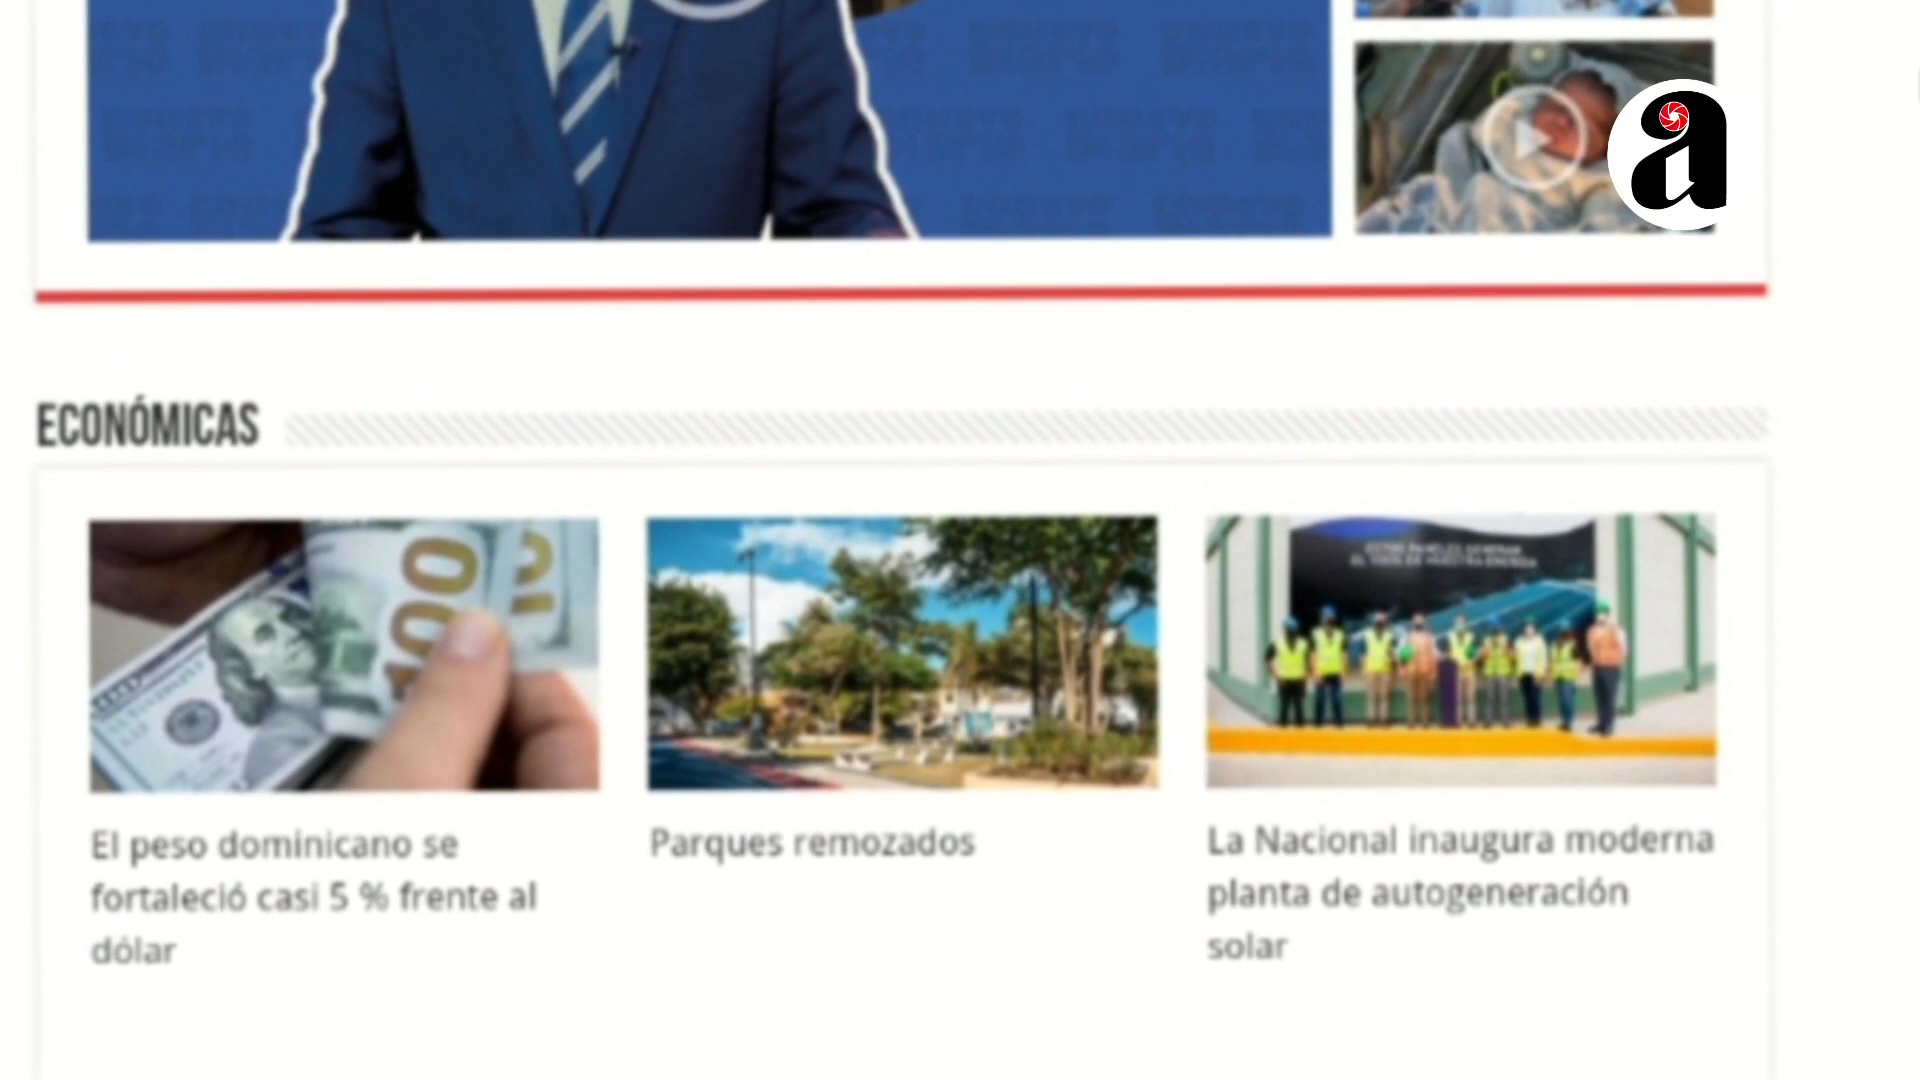 a
ECONÓMICAS
100
El peso dominicano se
fortaleció casi 5 % frente al
dólar
Parques remozados
La Nacional inaugura moderna
planta de autogeneración
solar